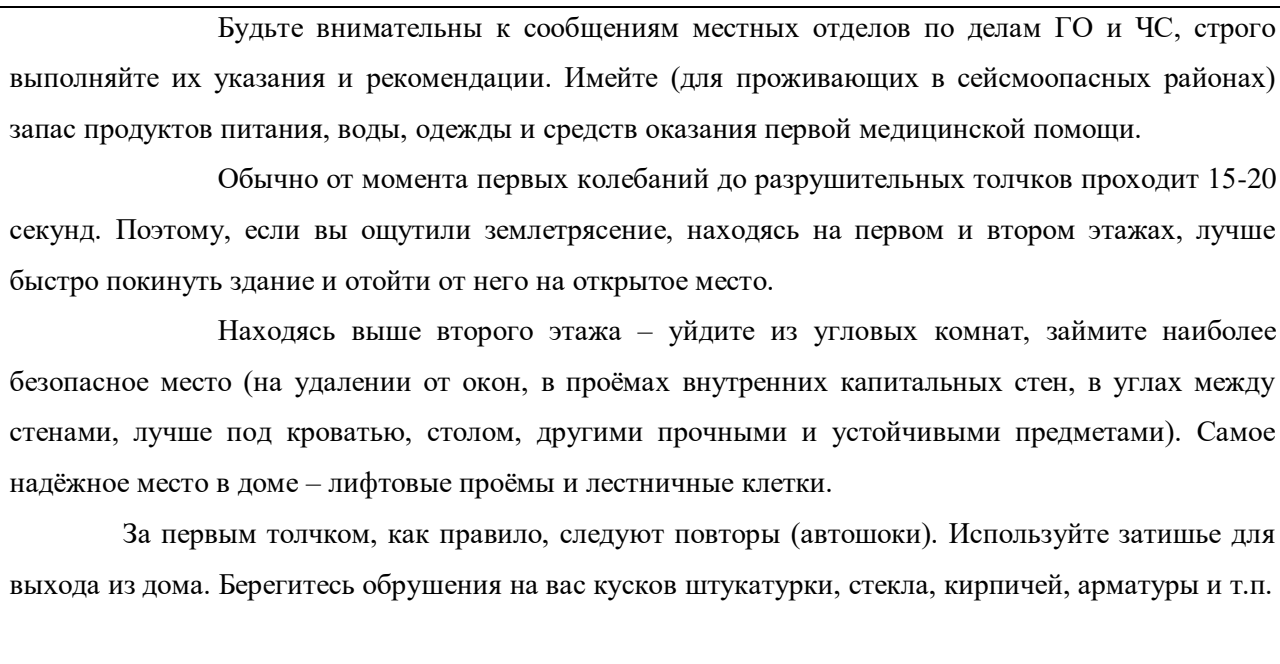 Будьте внимательны к сообщениям местных отделов по делам ГО и ЧС, строго
выполняйте их указания и рекомендации. Имейте (для проживающих в сейсмоопасных районах)
запас продуктов питания, воды, одежды и средств оказания первой медицинской помощи.
Обычно от момента первых колебаний до разрушительных толчков проходит 15-20
секунд. Поэтому, если вы ощутили землетрясение, находясь на первом и втором этажах, лучше
быстро покинуть здание и отойти от него на открытое место.
Находясь выше второго этажа – уйдите из угловых комнат, займите наиболее
безопасное место (на удалении от окон, в проёмах внутренних капитальных стен, в углах между
стенами, лучше под кроватью, столом, другими прочными и устойчивыми предметами). Самое
надёжное место в доме – лифтовые проёмы и лестничные клетки.
За первым толчком, как правило, следуют повторы (автошоки). Используйте затишье для
выхода из дома. Берегитесь обрушения на вас кусков штукатурки, стекла, кирпичей, арматуры и т.п.